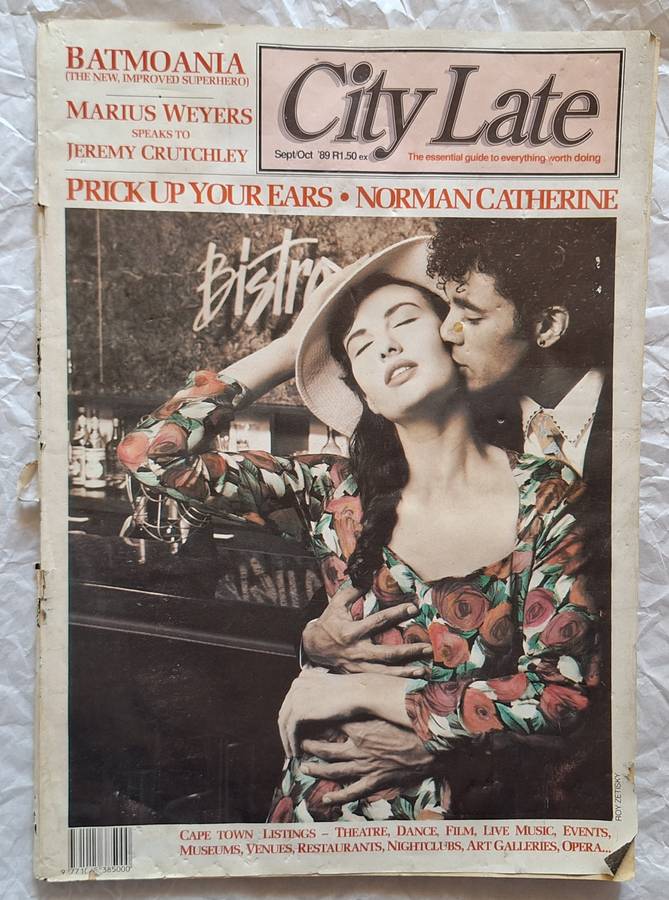 BATMOANIA
(THE NEW, IMPROVED SUPERHERO)
MARIUS WEYERS
SPEAKS TO
JEREMY CRUTCHLEY
City Late
Sept/Oct '89 R1.50 ex
The essential guide to everything worth doing
PRICK UP YOUR EARS • NORMAN CATHERINE
Bistro
ROY ZETISKY
CAPE TOWN LISTINGS – THEATRE, DANCE, FILM, LIVE MUSIC, EVENTS,
MUSEUMS, VENUES, RESTAURANTS, NIGHTCLUBS, ART GALLERIES, OPERA...